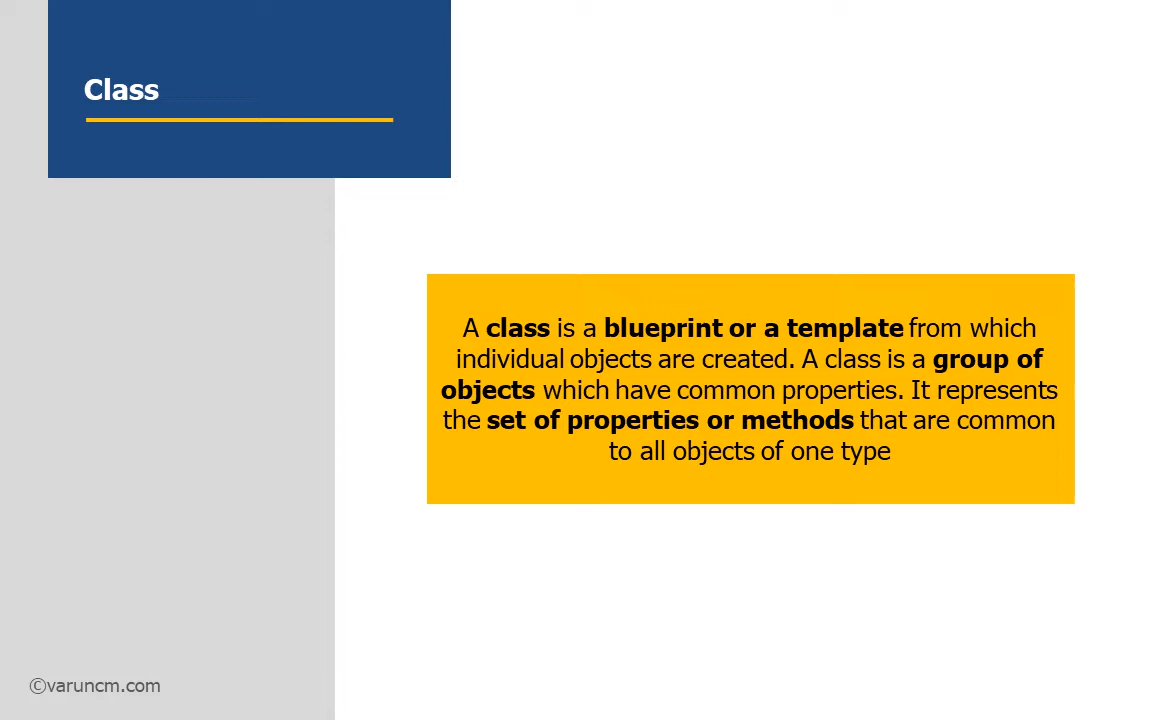 Class
A class is a blueprint or a template from which
individual objects are created. A class is a group of
objects which have common properties. It represents
the set of properties or methods that are common
to all objects of one type
©varuncm.com